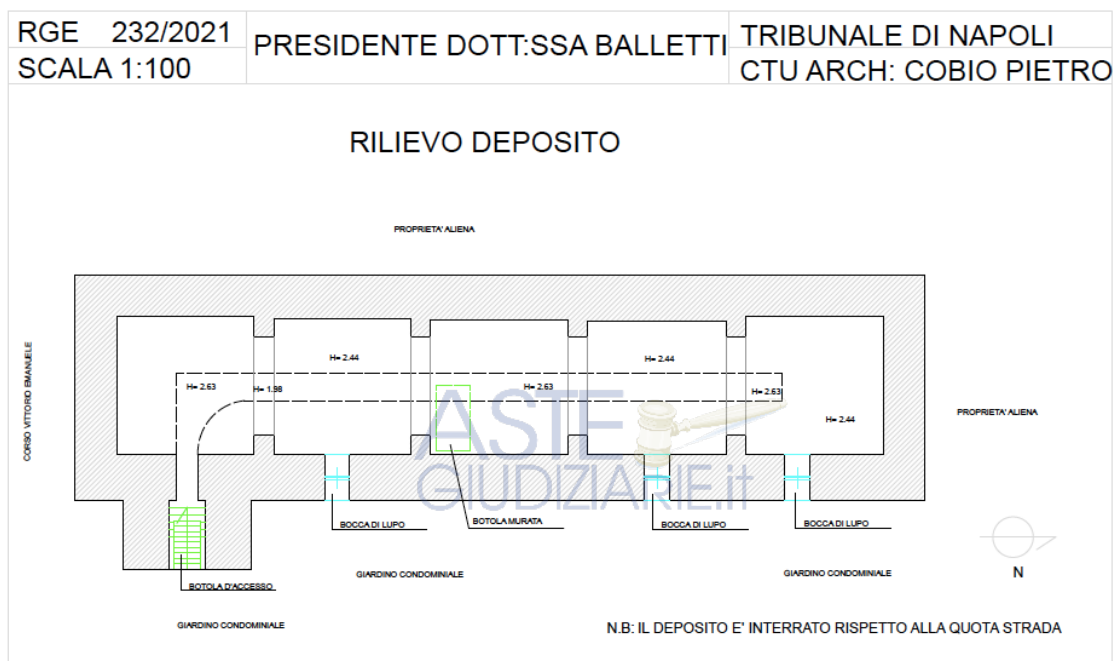 RGE 232/2021
SCALA 1:100
PRESIDENTE DOTT:SSA BALLETTI
TRIBUNALE DI NAPOLI
CTU ARCH: COBIO PIETRO
RILIEVO DEPOSITO
PROPRIETA' ALIENA
CORSO VITTORIO EMANUELE
H= 2.63
H= 1.98
H= 2.44
H= 2.63
H= 2.44
H= 2.63
H= 2.44
PROPRIETA' ALIENA
ASTE
GIUDIZIARIE.it
BOCCA DI LUPO
BOTOLA MURATA
BOCCA DI LUPO
BOCCA DI LUPO
BOTOLA D'ACCESSO
GIARDINO CONDOMINIALE
GIARDINO CONDOMINIALE
GIARDINO CONDOMINIALE
N
N.B: IL DEPOSITO E' INTERRATO RISPETTO ALLA QUOTA STRADA